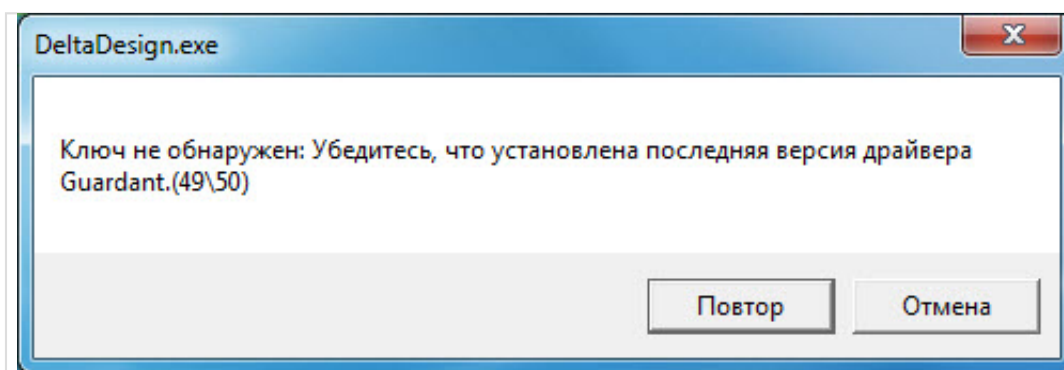 DeltaDesign.exe
Ключ не обнаружен: Убедитесь, что установлена последняя версия драйвера
Guardant.(49\50)
Повтор
Отмена